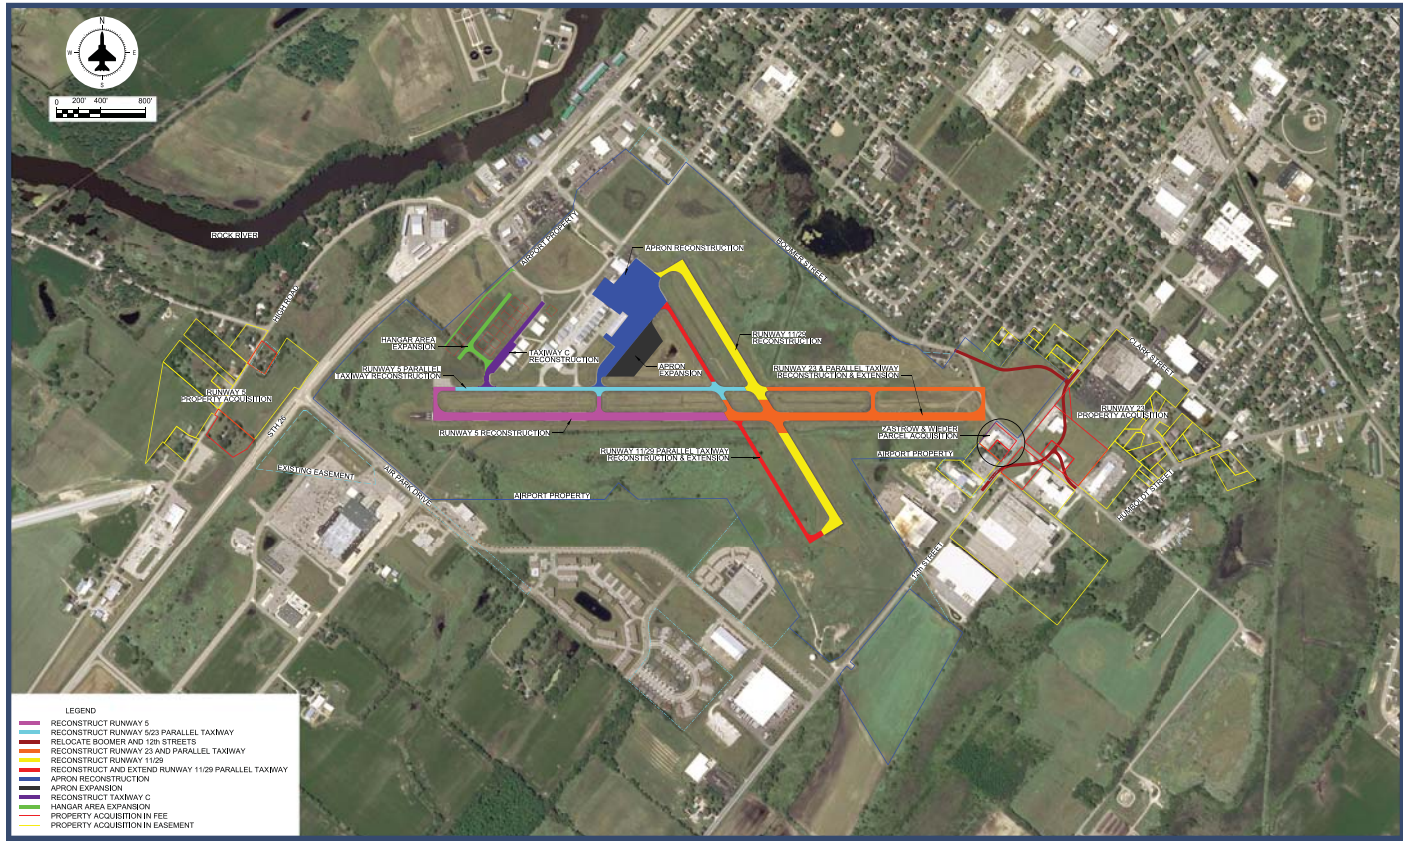 N
W
E
S
0 200' 400' 800'
ROCK RIVER
AIRPORT PROPERTY
APRON RECONSTRUCTION
BOOMER STREET
HIGH ROAD
HANGAR AREA
EXPANSION
TAXIWAY C
RECONSTRUCTION
RUNWAY 11/29
RECONSTRUCTION
CLARK STREET
RUNWAY 5 PARALLEL
TAXIWAY RECONSTRUCTION
APRON
EXPANSION
RUNWAY 23 & PARALLEL TAXIWAY
RECONSTRUCTION & EXTENSION
RUNWAY 5
PROPERTY ACQUISITION
STH 26
RUNWAY 23
PROPERTY ACQUISITION
RUNWAY 5 RECONSTRUCTION
ZASTROW & WIEDER
PARCEL ACQUISITION
RUNWAY 11/29 PARALLEL TAXIWAY
RECONSTRUCTION & EXTENSION
AIRPORT PROPERTY
EXISTING EASEMENT
AIR PARK DRIVE
AIRPORT PROPERTY
HUMBOLDT STREET
12th STREET
LEGEND
RECONSTRUCT RUNWAY 5
RECONSTRUCT RUNWAY 5/23 PARALLEL TAXIWAY
RELOCATE BOOMER AND 12th STREETS
RECONSTRUCT RUNWAY 23 AND PARALLEL TAXIWAY
RECONSTRUCT RUNWAY 11/29
RECONSTRUCT AND EXTEND RUNWAY 11/29 PARALLEL TAXIWAY
APRON RECONSTRUCTION
APRON EXPANSION
RECONSTRUCT TAXIWAY C
HANGAR AREA EXPANSION
PROPERTY ACQUISITION IN FEE
PROPERTY ACQUISITION IN EASEMENT